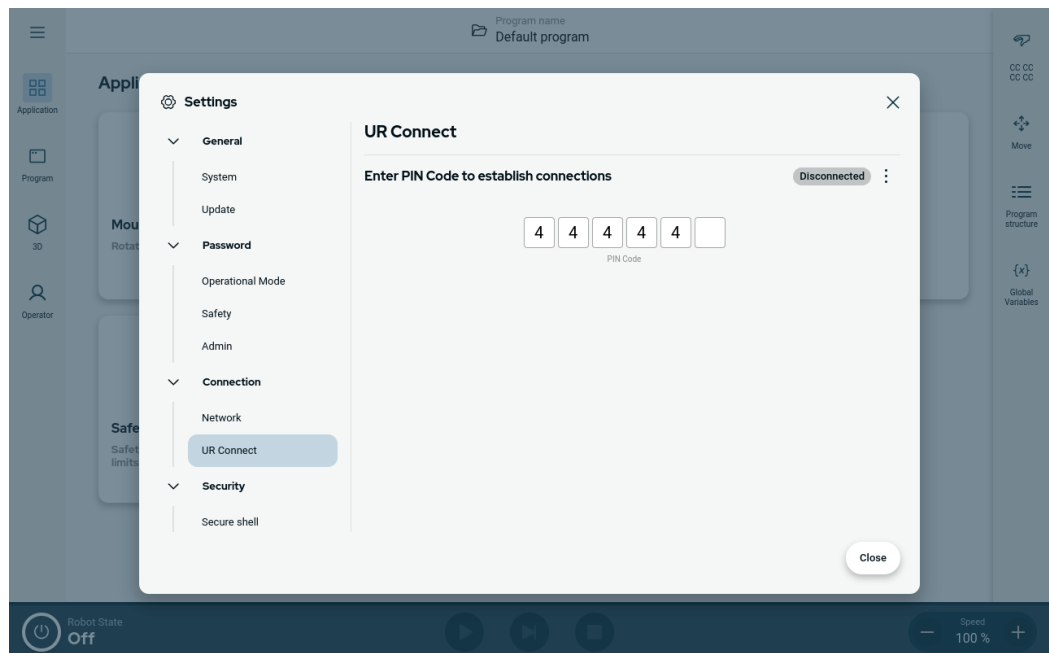 Program name
Default program
Appli
Application
Program
3D
Operator
Mou
Rotat
Safe
Safet
limits
Settings
General
System
Update
Password
Operational Mode
Safety
Admin
Connection
Network
UR Connect
Security
Secure shell
UR Connect
Enter PIN Code to establish connections
Disconnected
4 4 4 4 4
PIN Code
Close
CC CC
CC CC
Move
Program
structure
{x}
Global
Variables
Robot State
Off
Speed
100 %